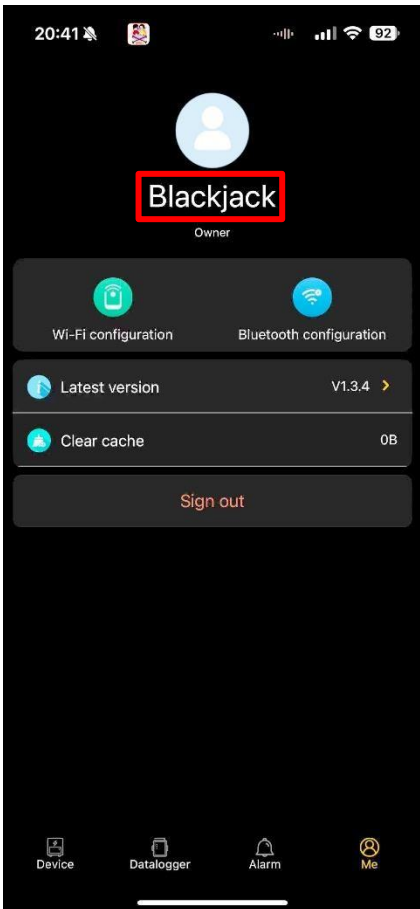 20:41 92
Blackjack
Owner
Wi-Fi configuration Bluetooth configuration
Latest version V1.3.4
Clear cache 0B
Sign out
Device Datalogger Alarm Me